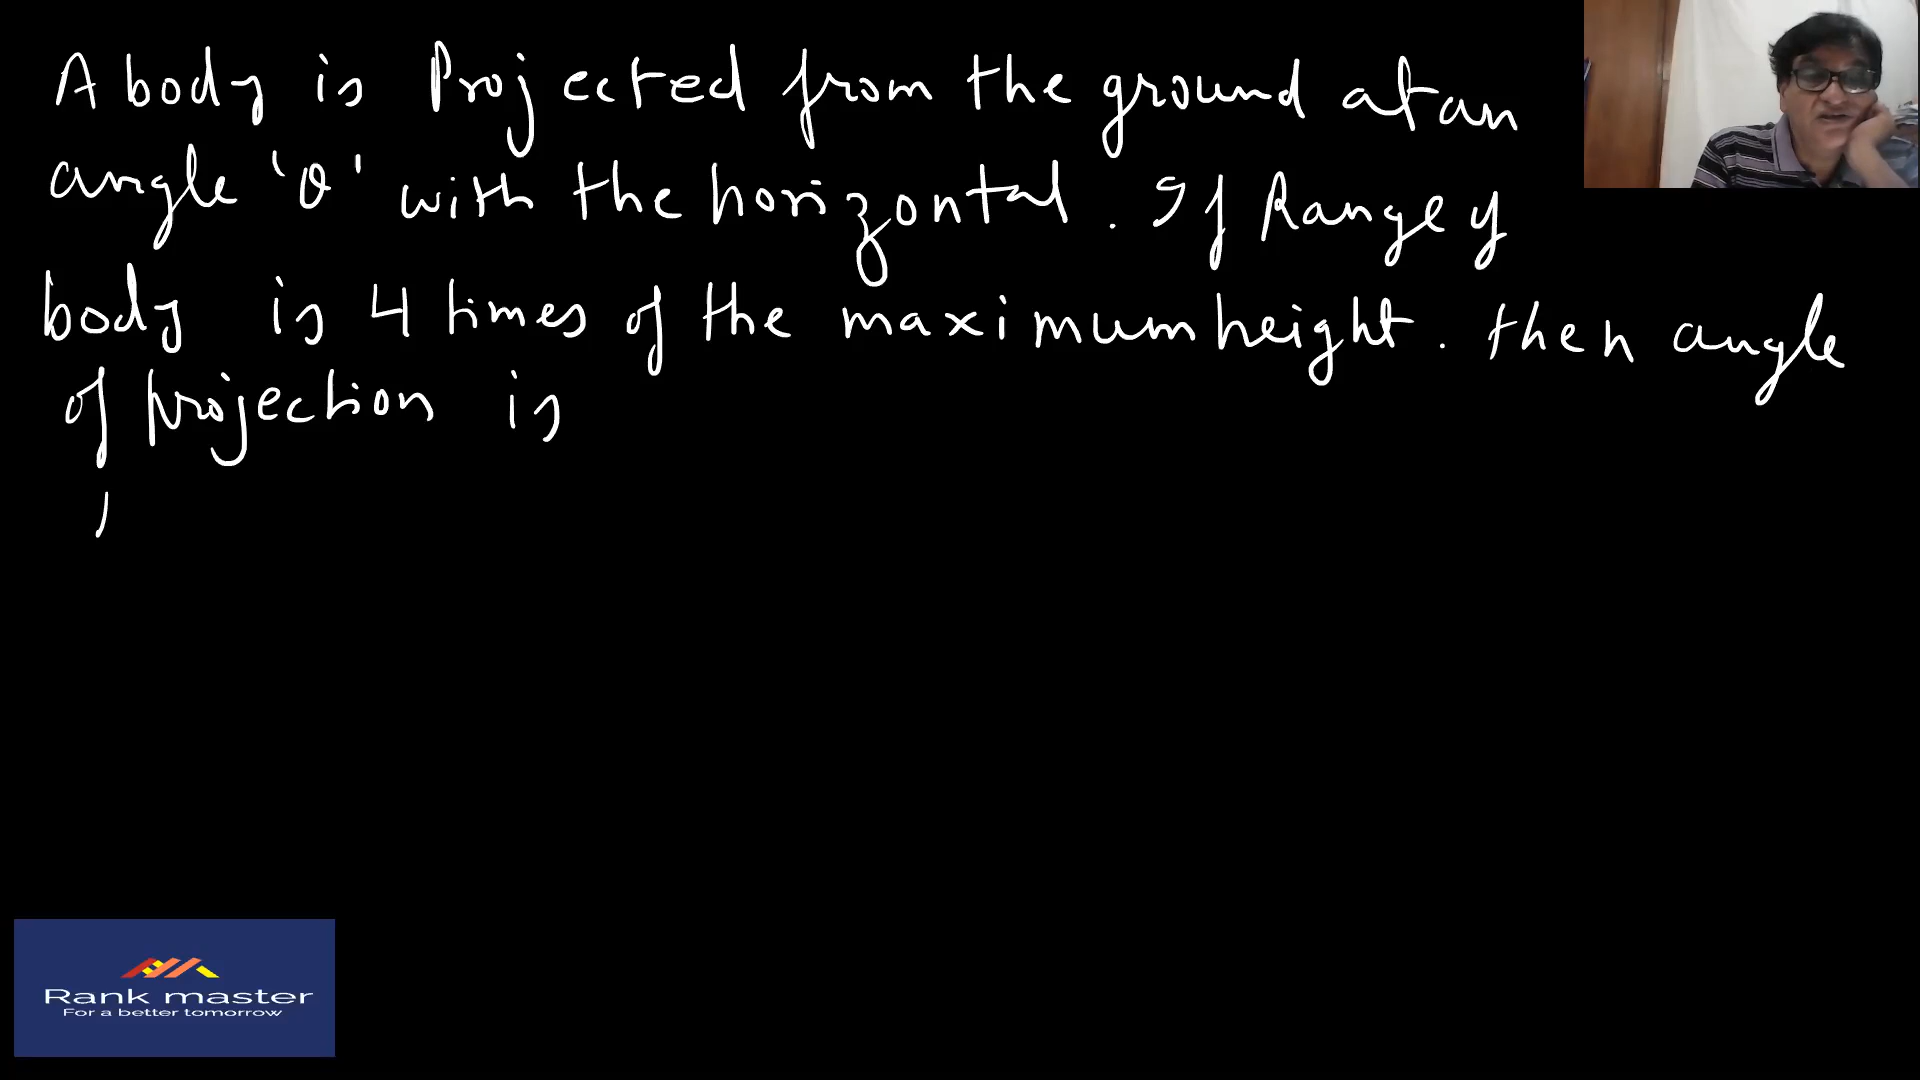 A body is Projected from the ground at an
angle 'θ' with the horizontal. If Range of
body is 4 times of the maximum height. then angle
of projection is
Rank master
For a better tomorrow